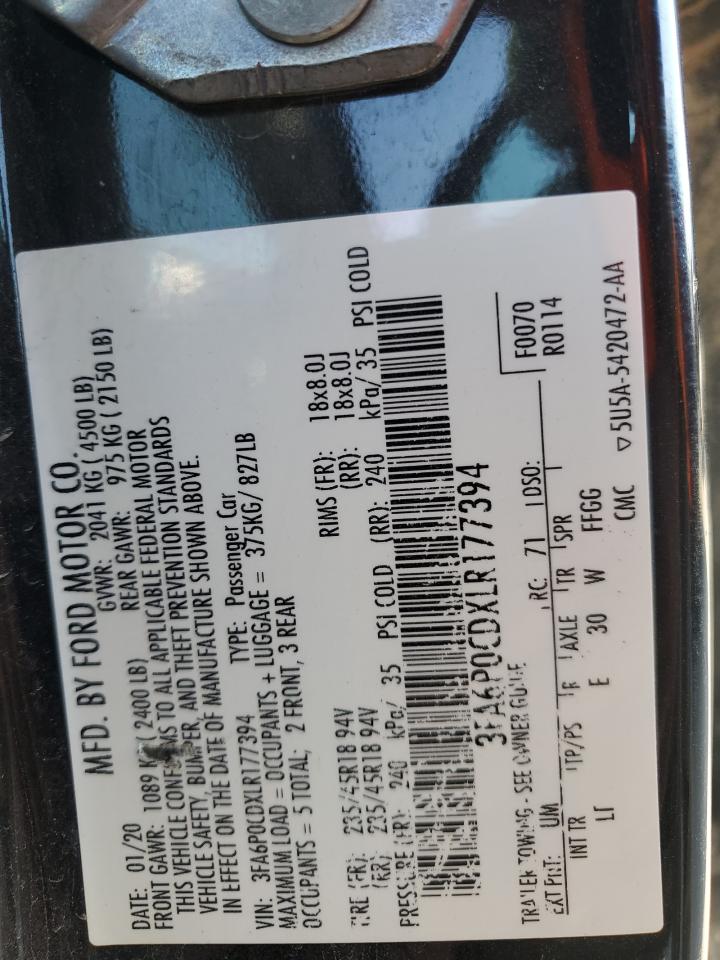 MFD. BY FORD MOTOR CO.
DATE: 01/20 GVWR: 2041 KG ( 4500 LB)
FRONT GAWR: 1089 K ( 2400 LB) REAR GAWR: 975 KG ( 2150 LB)
THIS VEHICLE CONFORMS TO ALL APPLICABLE FEDERAL MOTOR
VEHICLE SAFETY, BUMPER, AND THEFT PREVENTION STANDARDS
IN EFFECT ON THE DATE OF MANUFACTURE SHOWN ABOVE.
VIN: 3FA6P0CDXLR177394 TYPE: Passenger Car
MAXIMUM LOAD = OCCUPANTS + LUGGAGE = 375KG/ 827LB
OCCUPANTS = 5 TOTAL, 2 FRONT, 3 REAR
TIRE (FR): 235/45R18 94V RIMS (FR): 18x8.0J
(RR): 235/45R18 94V (RR): 18x8.0J
PRESSURE (FR): 240 kPa/ 35 PSI COLD (RR): 240 kPa/ 35 PSI COLD
3FA6P0CDXLR177394
F0070
R0114
TRAILER TOWING - SEE OWNER GUIDE
EXT PNT: UM RC: 71 DSO:
INT TR TP/PS R AXLE TR SPR
LT E 30 W FFGG
CMC ▽5U5A-5420472-AA